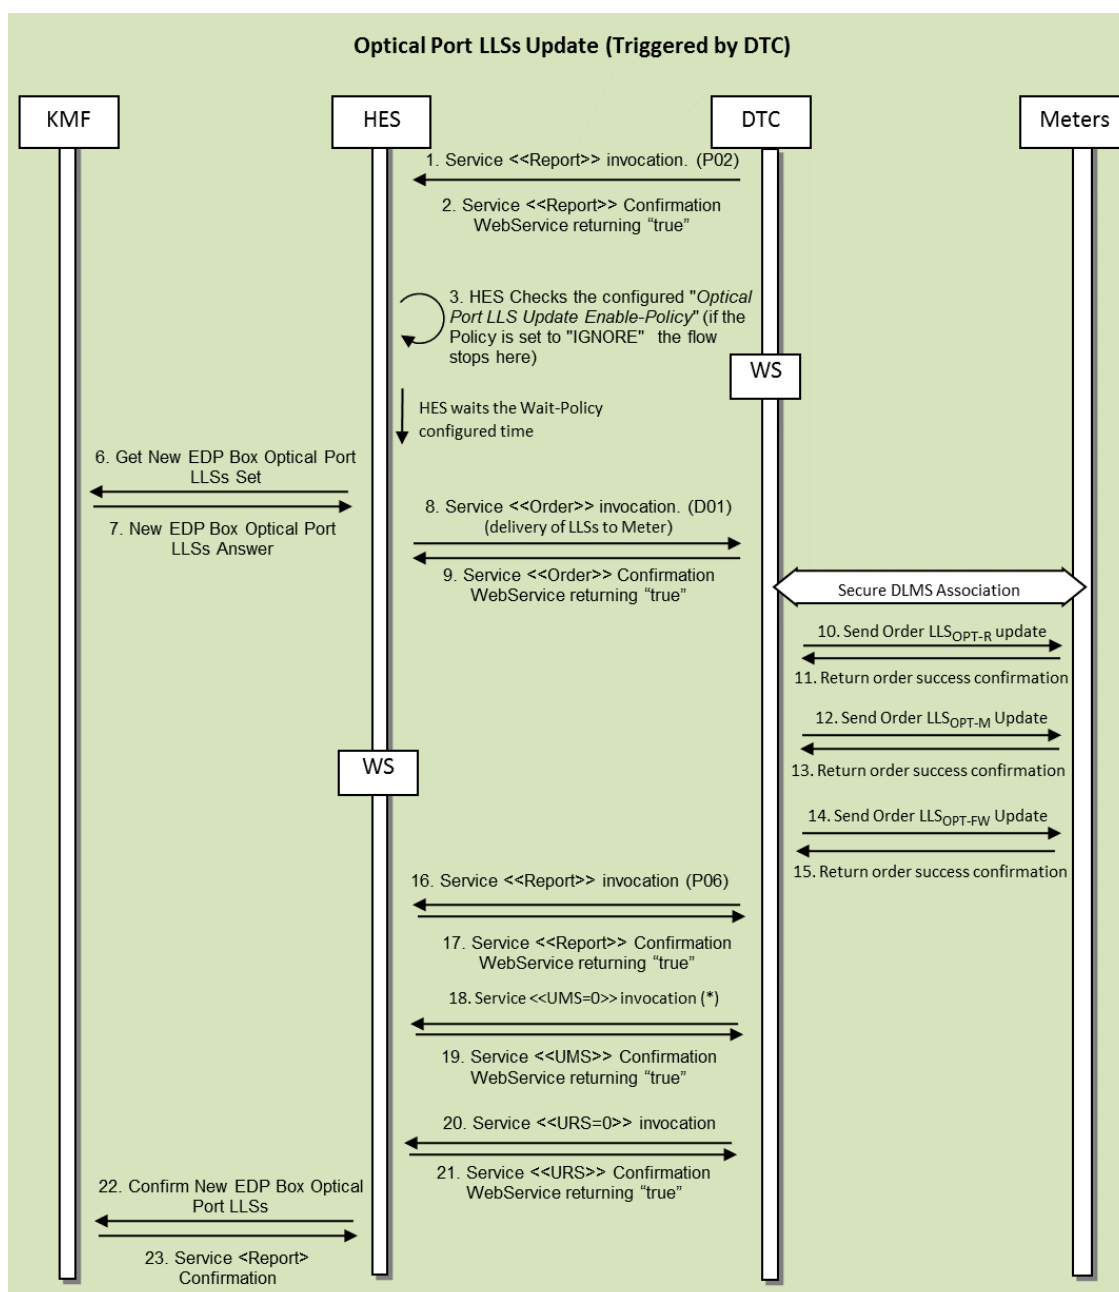 Optical Port LLSs Update (Triggered by DTC)
KMF
HES
DTC
Meters
1. Service <<Report>> invocation. (P02)
2. Service <<Report>> Confirmation
WebService returning “true”
3. HES Checks the configured "Optical
Port LLS Update Enable-Policy" (if the
Policy is set to "IGNORE" the flow
stops here)
WS
HES waits the Wait-Policy
configured time
6. Get New EDP Box Optical Port
LLSs Set
7. New EDP Box Optical Port
LLSs Answer
8. Service <<Order>> invocation. (D01)
(delivery of LLSs to Meter)
9. Service <<Order>> Confirmation
WebService returning “true”
Secure DLMS Association
10. Send Order LLSOPT-R update
11. Return order success confirmation
12. Send Order LLSOPT-M Update
13. Return order success confirmation
WS
14. Send Order LLSOPT-FW Update
15. Return order success confirmation
16. Service <<Report>> invocation (P06)
17. Service <<Report>> Confirmation
WebService returning “true”
18. Service <<UMS=0>> invocation (*)
19. Service <<UMS>> Confirmation
WebService returning “true”
20. Service <<URS=0>> invocation
21. Service <<URS>> Confirmation
WebService returning “true”
22. Confirm New EDP Box Optical
Port LLSs
23. Service <Report>
Confirmation